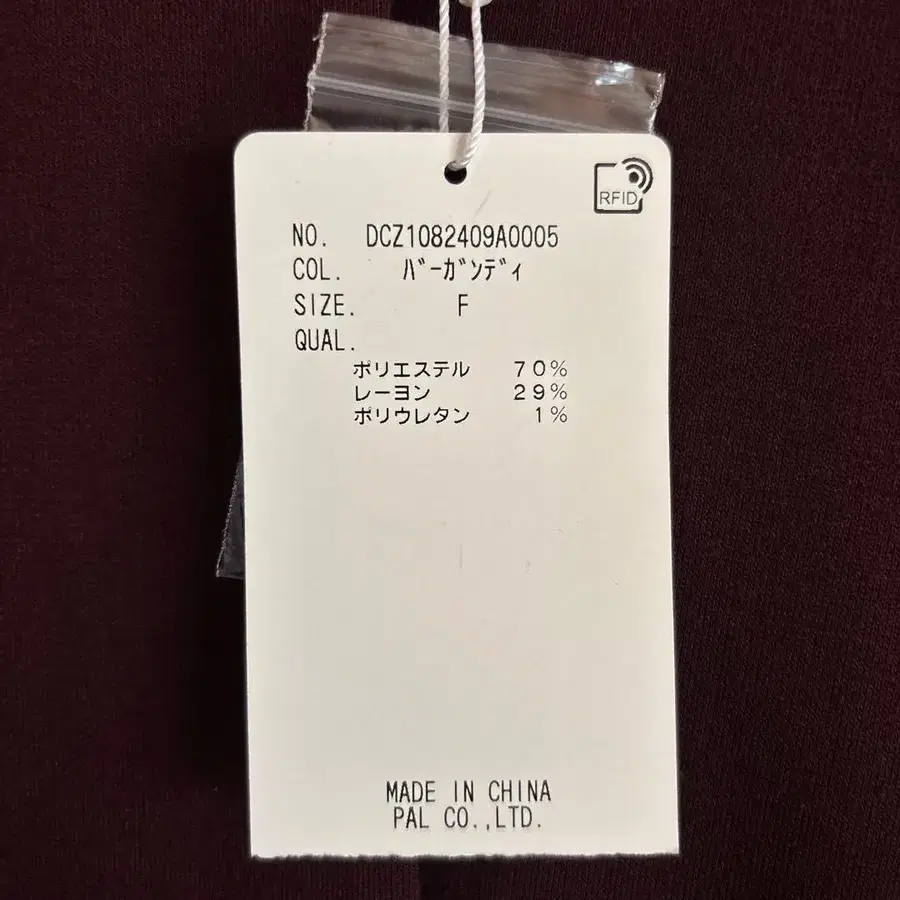 RFID
NO. DCZ1082409A0005
COL. ﾊﾞｰｶﾞﾝﾃﾞｨ
SIZE. F
QUAL.
ポリエステル 70%
レーヨン 29%
ポリウレタン 1%
MADE IN CHINA
PAL CO.,LTD.